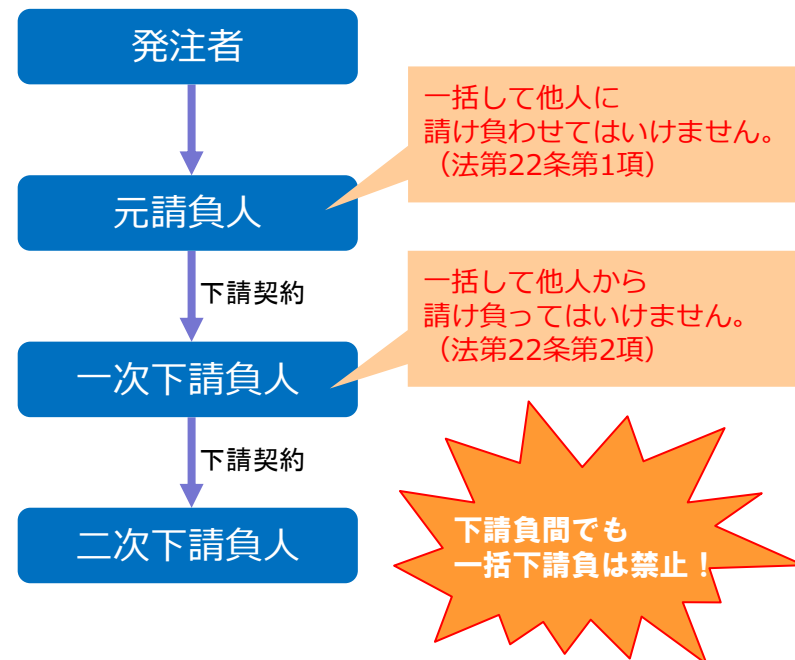 発注者
一括して他人に
請け負わせてはいけません。
（法第22条第1項）
元請負人
下請契約
一括して他人から
請け負ってはいけません。
（法第22条第2項）
一次下請負人
下請契約
下請負間でも
一括下請負は禁止！
二次下請負人